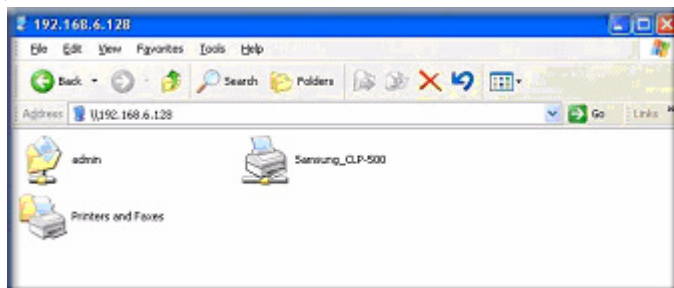 192.168.6.128
File Edit View Favorites Tools Help
Back Search Folders
Address \\192.168.6.128 Go Links »
admin
Samsung_CLP-500
Printers and Faxes